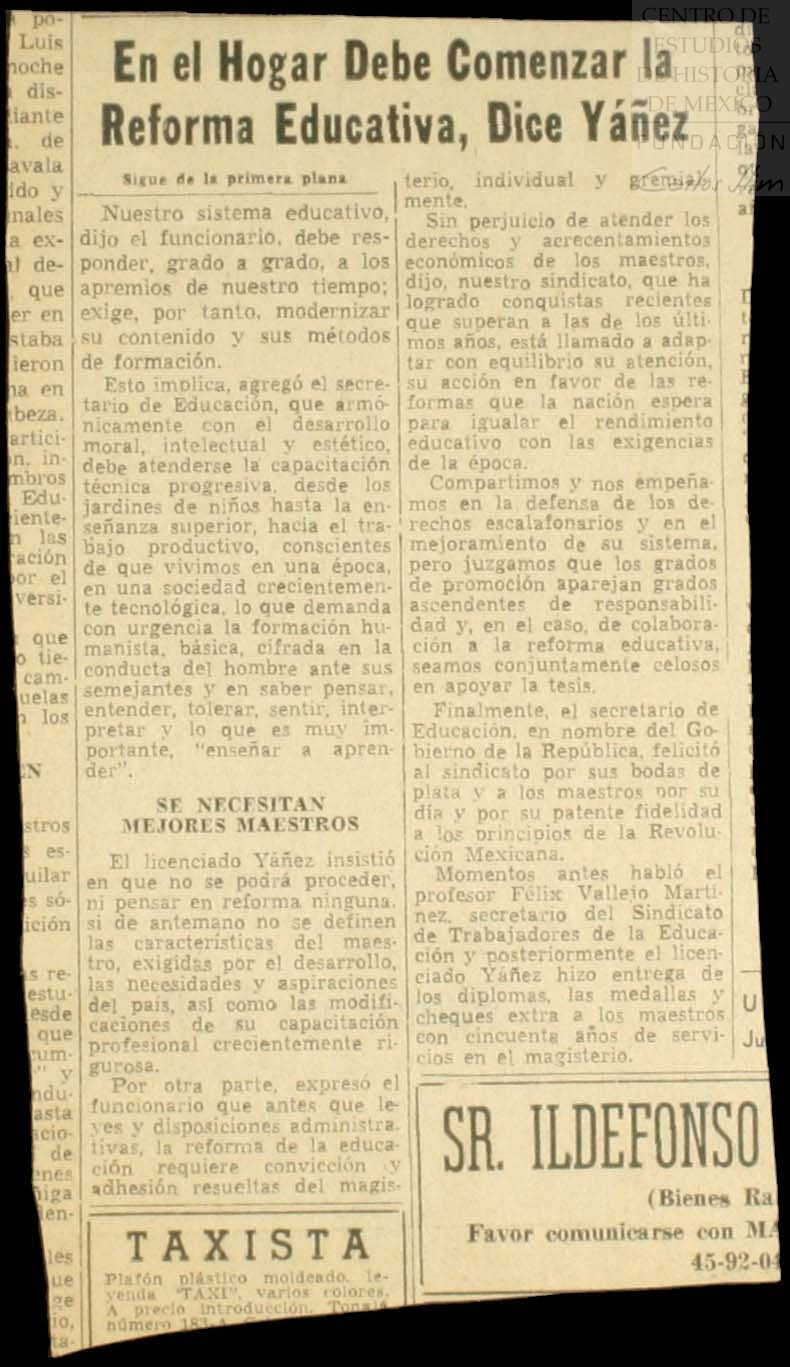 CENTRO DE
ESTUDIOS
DE HISTORIA
DE MEXICO
FUNDACIÓN
Carlos Slim
En el Hogar Debe Comenzar la
Reforma Educativa, Dice Yáñez
Sigue de la primera plana
Nuestro sistema educativo,
dijo el funcionario, debe res-
ponder, grado a grado, a los
apremios de nuestro tiempo;
exige, por tanto, modernizar
su contenido y sus métodos
de formación.
Esto implica, agregó el secre-
tario de Educación, que armó-
nicamente con el desarrollo
moral, intelectual y estético,
debe atenderse la capacitación
técnica progresiva, desde los
jardines de niños hasta la en-
señanza superior, hacia el tra-
bajo productivo, conscientes
de que vivimos en una época,
en una sociedad crecientemen-
te tecnológica, lo que demanda
con urgencia la formación hu-
manista, básica, cifrada en la
conducta del hombre ante sus
semejantes y en saber pensar,
entender, tolerar, sentir, inter-
pretar y lo que es muy im-
portante, "enseñar a apren-
der".
SE NECESITAN
MEJORES MAESTROS
El licenciado Yáñez insistió
en que no se podrá proceder,
ni pensar en reforma ninguna,
si de antemano no se definen
las características del maes-
tro, exigidas por el desarrollo,
las necesidades y aspiraciones
del país, así como las modifi-
caciones de su capacitación
profesional crecientemente ri-
gurosa.
Por otra parte, expresó el
funcionario que antes que le-
yes y disposiciones administra-
tivas, la reforma de la educa-
ción requiere convicción y
adhesión resueltas del magis-
terio, individual y gremial-
mente.
Sin perjuicio de atender los
derechos y acrecentamientos
económicos de los maestros,
dijo, nuestro sindicato, que ha
logrado conquistas recientes
que superan a las de los últi-
mos años, está llamado a adap-
tar con equilibrio su atención,
su acción en favor de las re-
formas que la nación espera
para igualar el rendimiento
educativo con las exigencias
de la época.
Compartimos y nos empeña-
mos en la defensa de los de-
rechos escalafonarios y en el
mejoramiento de su sistema,
pero juzgamos que los grados
de promoción aparejan grados
ascendentes de responsabili-
dad y, en el caso, de colabora-
ción a la reforma educativa,
seamos conjuntamente celosos
en apoyar la tesis.
Finalmente, el secretario de
Educación, en nombre del Go-
bierno de la República, felicitó
al sindicato por sus bodas de
plata y a los maestros por su
día y por su patente fidelidad
a los principios de la Revolu-
ción Mexicana.
Momentos antes habló el
profesor Félix Vallejo Martí-
nez, secretario del Sindicato
de Trabajadores de la Educa-
ción y posteriormente el licen-
ciado Yáñez hizo entrega de
los diplomas, las medallas y
cheques extra a los maestros
con cincuenta años de servi-
cios en el magisterio.
TAXISTA
Plafón plástico moldeado, le-
yenda "TAXI", varios colores.
A precio introducción. Tonalá
número 183-A
SR. ILDEFONSO
(Bienes Ra
Favor comunicarse con MA
45-92-04